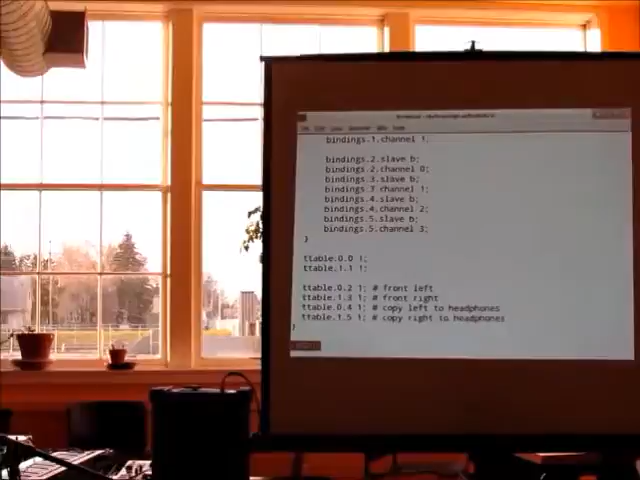 bindings.1.channel 1;
bindings.2.slave b;
bindings.2.channel 0;
bindings.3.slave b;
bindings.3.channel 1;
bindings.4.slave b;
bindings.4.channel 2;
bindings.5.slave b;
bindings.5.channel 3;
}
ttable.0.0 1;
ttable.1.1 1;
ttable.0.2 1; # front left
ttable.1.3 1; # front right
ttable.0.4 1; # copy left to headphones
ttable.1.5 1; # copy right to headphones
}